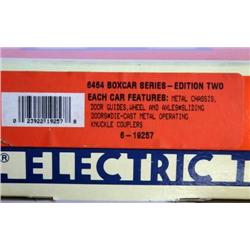 6464 BOXCAR SERIES-EDITION TWO
EACH CAR FEATURES: METAL CHASSIS,
DOOR GUIDES,WHEEL AND AXLES*SLIDING
DOORS*DIE-CAST METAL OPERATING
KNUCKLE COUPLERS
0 23922 19257 8
6-19257
® ELECTRIC T